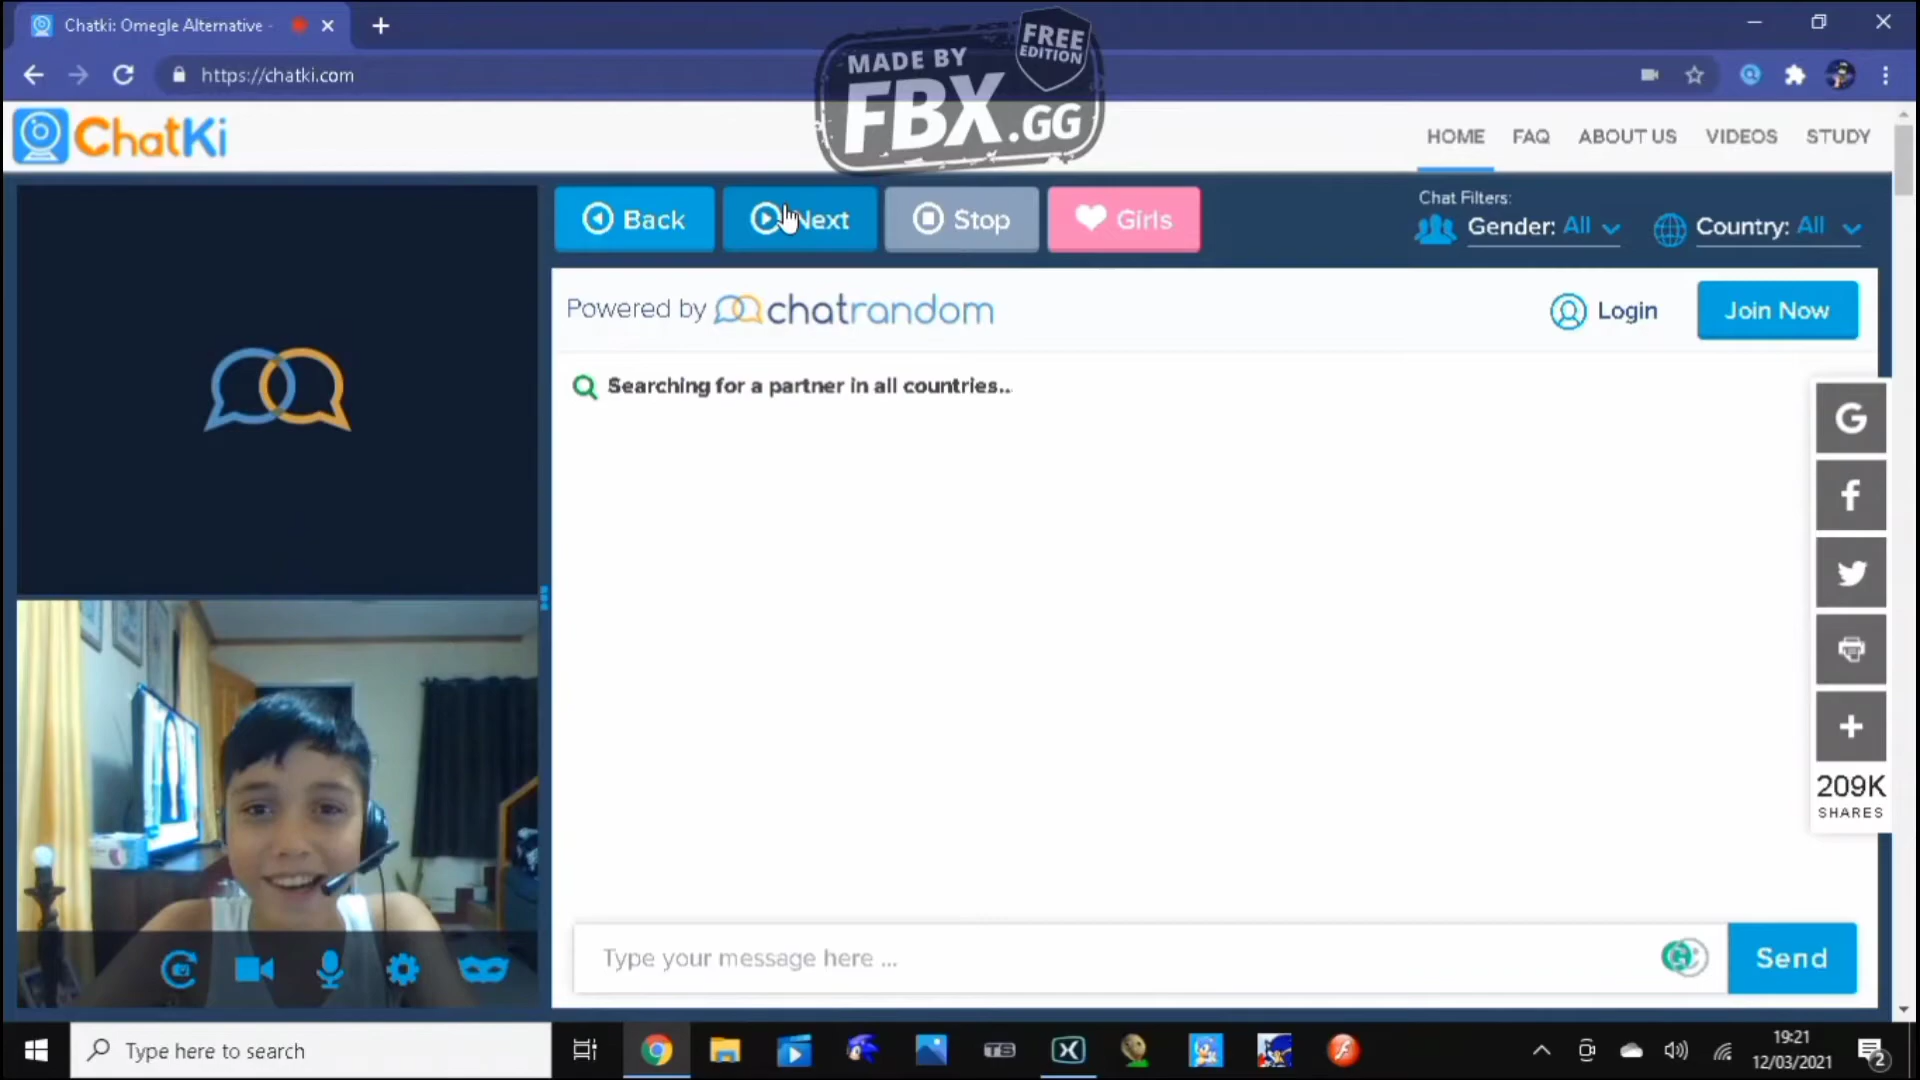 Chatki: Omegle Alternative -
https://chatki.com
MADE BY
FBX.GG
FREE
EDITION
ChatKi
HOME
FAQ
ABOUT US
VIDEOS
STUDY
Back
Next
Stop
Girls
Chat Filters:
Gender: All
Country: All
Powered by chatrandom
Login
Join Now
Searching for a partner in all countries..
209K
SHARES
Type your message here ...
Send
Type here to search
TS
19:21
12/03/2021
2